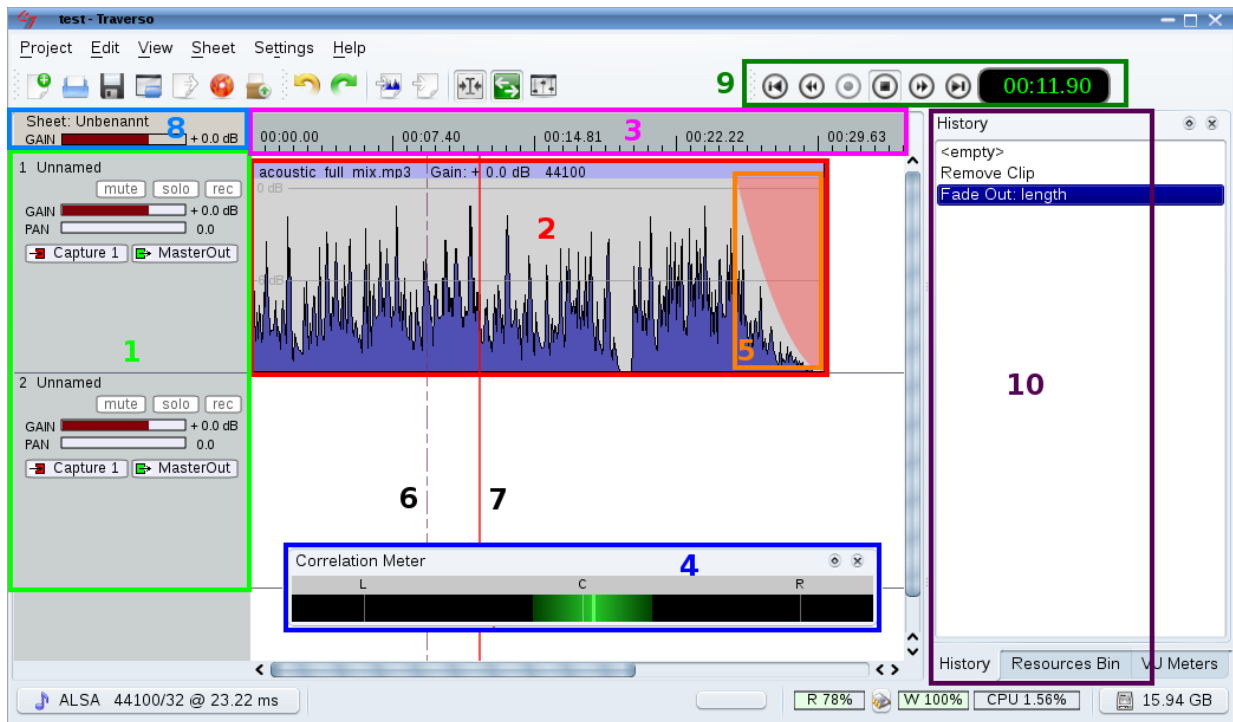 test - Traverso
Project Edit View Sheet Settings Help
9
00:11.90
Sheet: Unbenannt
8
GAIN + 0.0 dB
3
00:00.00 00:07.40 00:14.81 00:22.22 00:29.63
History
<empty>
Remove Clip
Fade Out: length
10
1 Unnamed
mute solo rec
GAIN + 0.0 dB
PAN 0.0
Capture 1 MasterOut
1
acoustic_full_mix.mp3 Gain: + 0.0 dB 44100
0 dB
2
-6 dB
5
2 Unnamed
mute solo rec
GAIN + 0.0 dB
PAN 0.0
Capture 1 MasterOut
6 7
Correlation Meter
4
L C R
History Resources Bin VU Meters
ALSA 44100/32 @ 23.22 ms
R 78% W 100% CPU 1.56% 15.94 GB